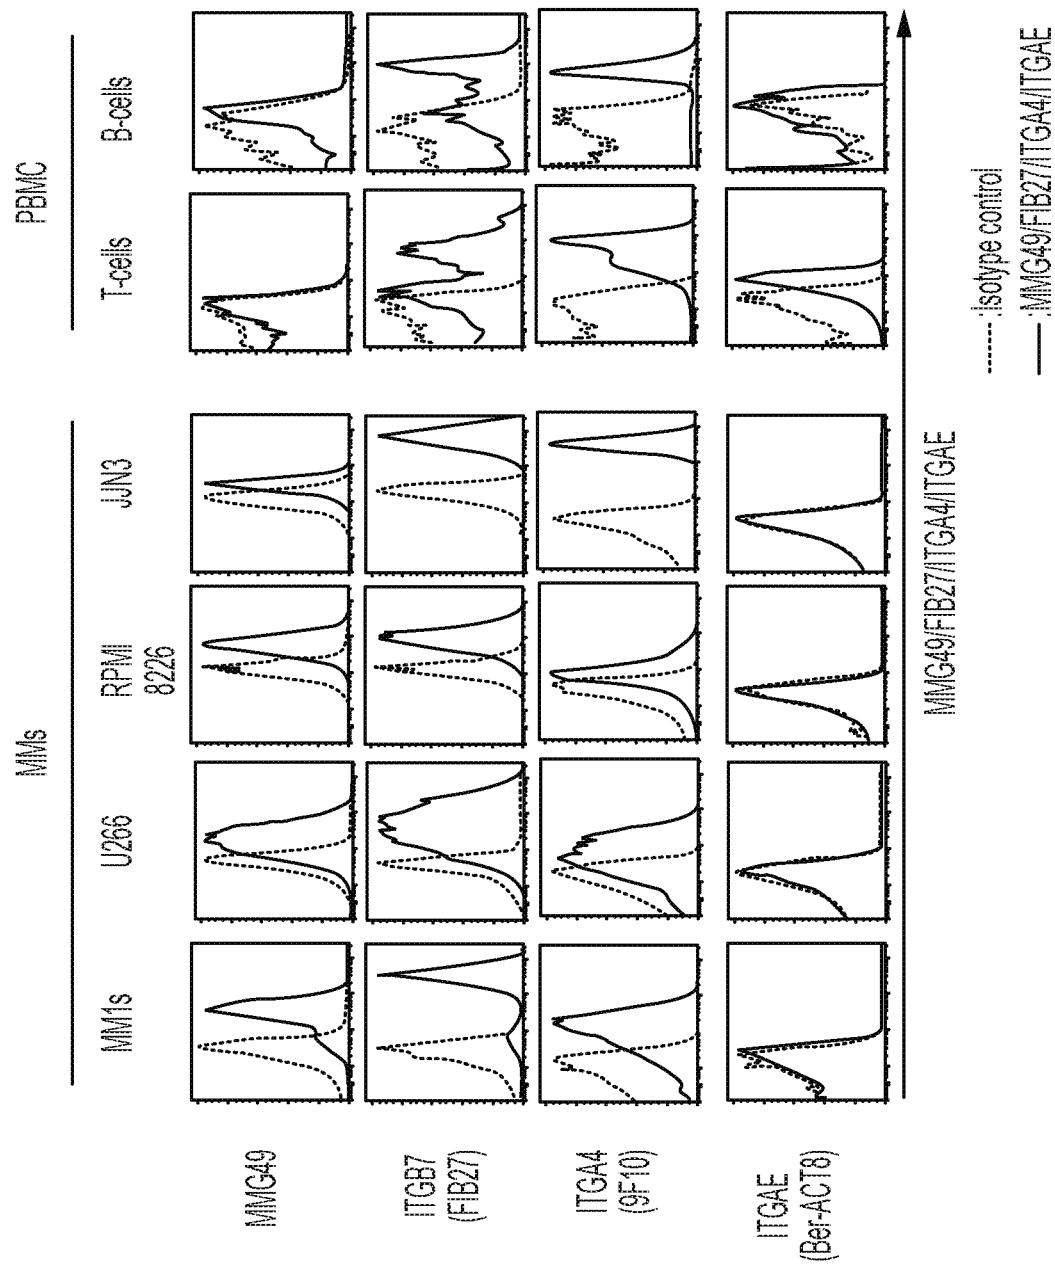 MMs
PBMC
MM1s
U266
RPMI
8226
JJN3
T-cells
B-cells
MMG49
ITGB7
(FIB27)
ITGA4
(9F10)
ITGAE
(Ber-ACT8)
MMG49/FIB27/ITGA4/ITGAE
:Isotype control
:MMG49/FIB27/ITGA4/ITGAE